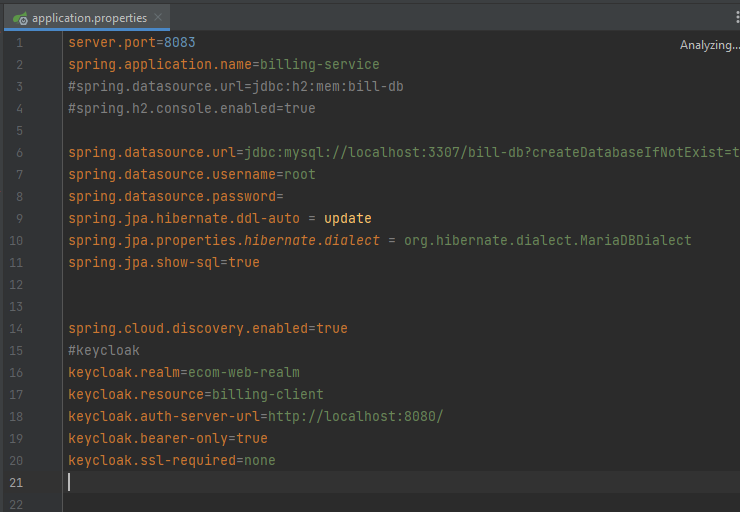 application.properties
Analyzing...
1 server.port=8083
2 spring.application.name=billing-service
3 #spring.datasource.url=jdbc:h2:mem:bill-db
4 #spring.h2.console.enabled=true
5
6 spring.datasource.url=jdbc:mysql://localhost:3307/bill-db?createDatabaseIfNotExist=t
7 spring.datasource.username=root
8 spring.datasource.password=
9 spring.jpa.hibernate.ddl-auto = update
10 spring.jpa.properties.hibernate.dialect = org.hibernate.dialect.MariaDBDialect
11 spring.jpa.show-sql=true
12
13
14 spring.cloud.discovery.enabled=true
15 #keycloak
16 keycloak.realm=ecom-web-realm
17 keycloak.resource=billing-client
18 keycloak.auth-server-url=http://localhost:8080/
19 keycloak.bearer-only=true
20 keycloak.ssl-required=none
21
22